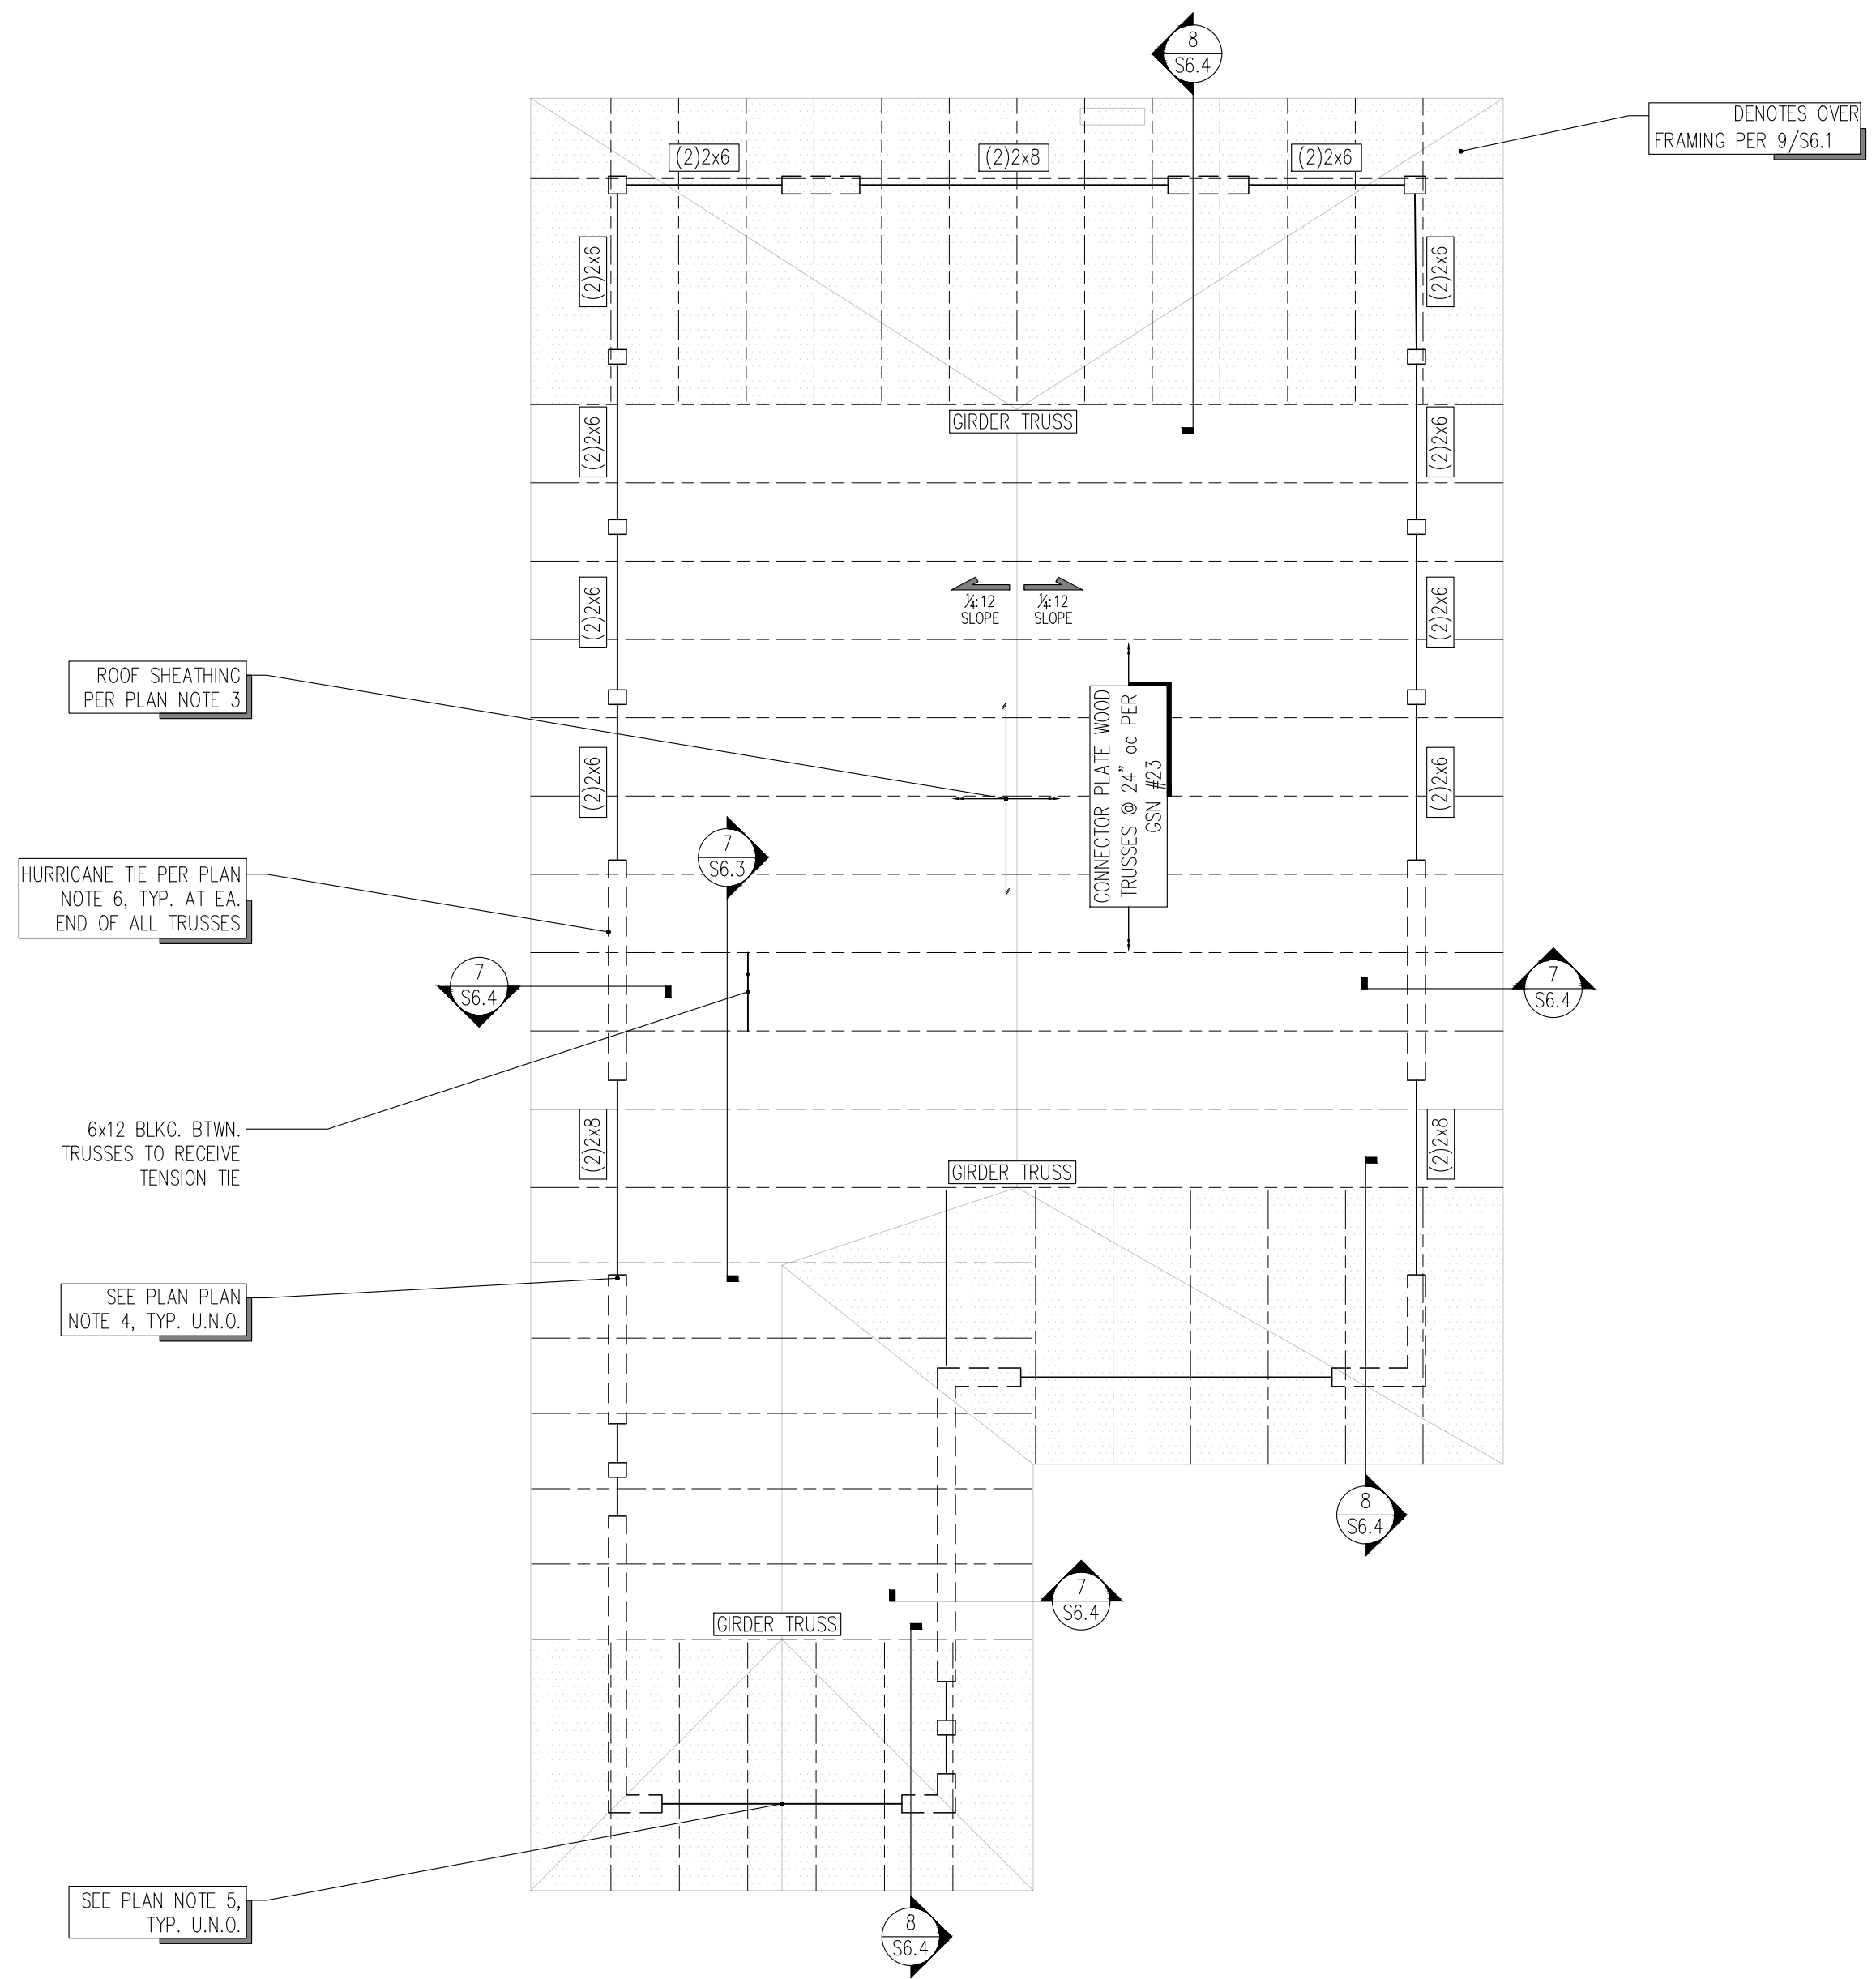 8
S6.4
DENOTES OVER
FRAMING PER 9/S6.1
(2)2x6
(2)2x8
(2)2x6
(2)2x6
(2)2x6
GIRDER TRUSS
(2)2x6
(2)2x6
(2)2x6
(2)2x6
¼:12
SLOPE
¼:12
SLOPE
ROOF SHEATHING
PER PLAN NOTE 3
CONNECTOR PLATE WOOD
TRUSSES @ 24" oc PER
GSN #23
(2)2x6
(2)2x6
7
S6.3
HURRICANE TIE PER PLAN
NOTE 6, TYP. AT EA.
END OF ALL TRUSSES
7
S6.4
7
S6.4
6x12 BLKG. BTWN.
TRUSSES TO RECEIVE
TENSION TIE
(2)2x8
(2)2x8
GIRDER TRUSS
SEE PLAN PLAN
NOTE 4, TYP. U.N.O.
8
S6.4
7
S6.4
GIRDER TRUSS
SEE PLAN NOTE 5,
TYP. U.N.O.
8
S6.4